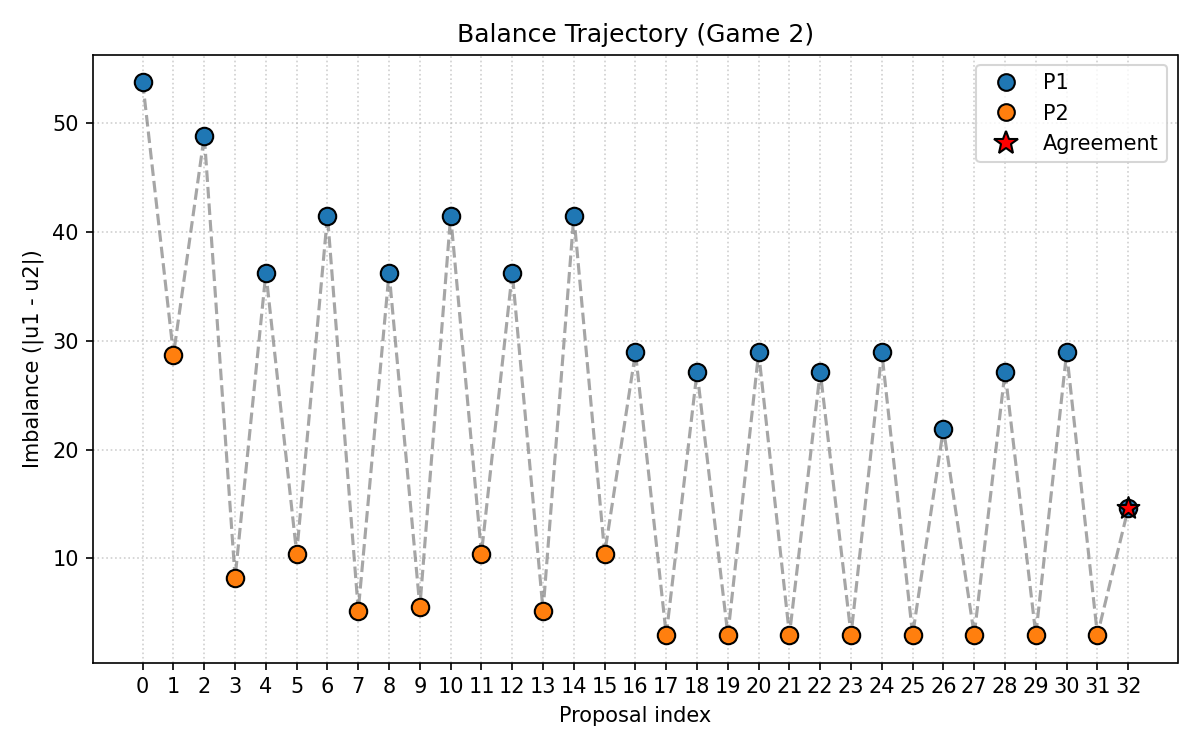 Balance Trajectory (Game 2)
P1
P2
Agreement
Imbalance (|u1 - u2|)
50
40
30
20
10
0 1 2 3 4 5 6 7 8 9 10 11 12 13 14 15 16 17 18 19 20 21 22 23 24 25 26 27 28 29 30 31 32
Proposal index